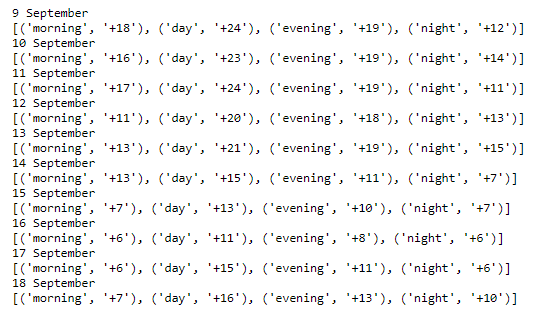 9 September
[('morning', '+18'), ('day', '+24'), ('evening', '+19'), ('night', '+12')]
10 September
[('morning', '+16'), ('day', '+23'), ('evening', '+19'), ('night', '+14')]
11 September
[('morning', '+17'), ('day', '+24'), ('evening', '+19'), ('night', '+11')]
12 September
[('morning', '+11'), ('day', '+20'), ('evening', '+18'), ('night', '+13')]
13 September
[('morning', '+13'), ('day', '+21'), ('evening', '+19'), ('night', '+15')]
14 September
[('morning', '+13'), ('day', '+15'), ('evening', '+11'), ('night', '+7')]
15 September
[('morning', '+7'), ('day', '+13'), ('evening', '+10'), ('night', '+7')]
16 September
[('morning', '+6'), ('day', '+11'), ('evening', '+8'), ('night', '+6')]
17 September
[('morning', '+6'), ('day', '+15'), ('evening', '+11'), ('night', '+6')]
18 September
[('morning', '+7'), ('day', '+16'), ('evening', '+13'), ('night', '+10')]